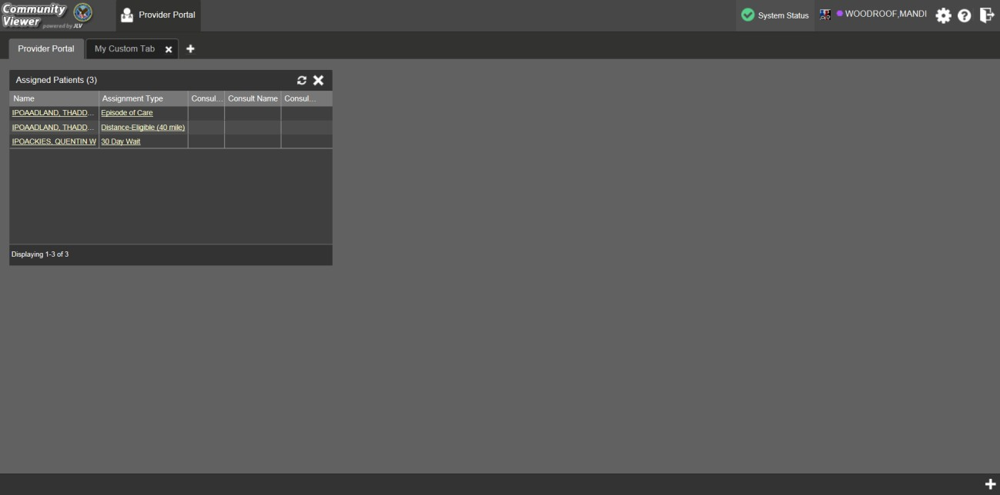 Community
Viewer powered by JLV
Provider Portal
System Status
WOODROOF,MANDI
Provider Portal My Custom Tab
Assigned Patients (3)
Name Assignment Type Consul... Consult Name Consul...
IPOAADLAND, THADD... Episode of Care
IPOAADLAND, THADD... Distance-Eligible (40 mile)
IPOACKIES, QUENTIN W 30 Day Wait
Displaying 1-3 of 3